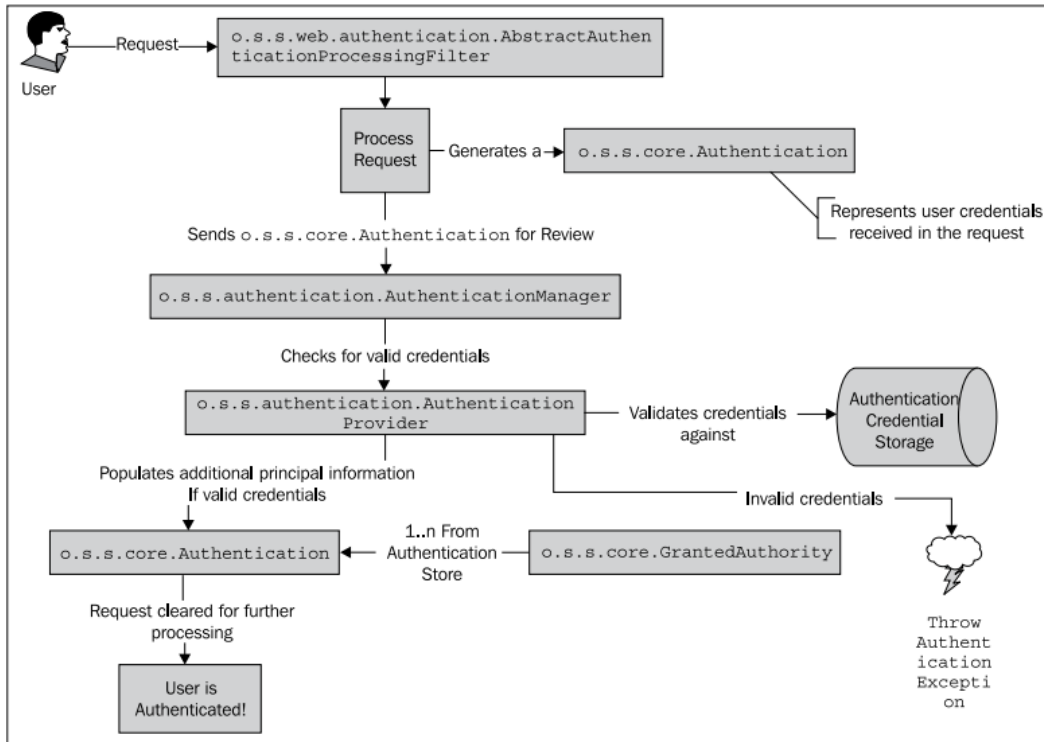 Request
User
o.s.s.web.authentication.AbstractAuthen
ticationProcessingFilter
Process
Request
Generates a
o.s.s.core.Authentication
Represents user credentials
received in the request
Sends o.s.s.core.Authentication for Review
o.s.s.authentication.AuthenticationManager
Checks for valid credentials
o.s.s.authentication.Authentication
Provider
Validates credentials
against
Authentication
Credential
Storage
Populates additional principal information
If valid credentials
Invalid credentials
o.s.s.core.Authentication
1..n From
Authentication
Store
o.s.s.core.GrantedAuthority
Throw
Authent
ication
Excepti
on
Request cleared for further
processing
User is
Authenticated!